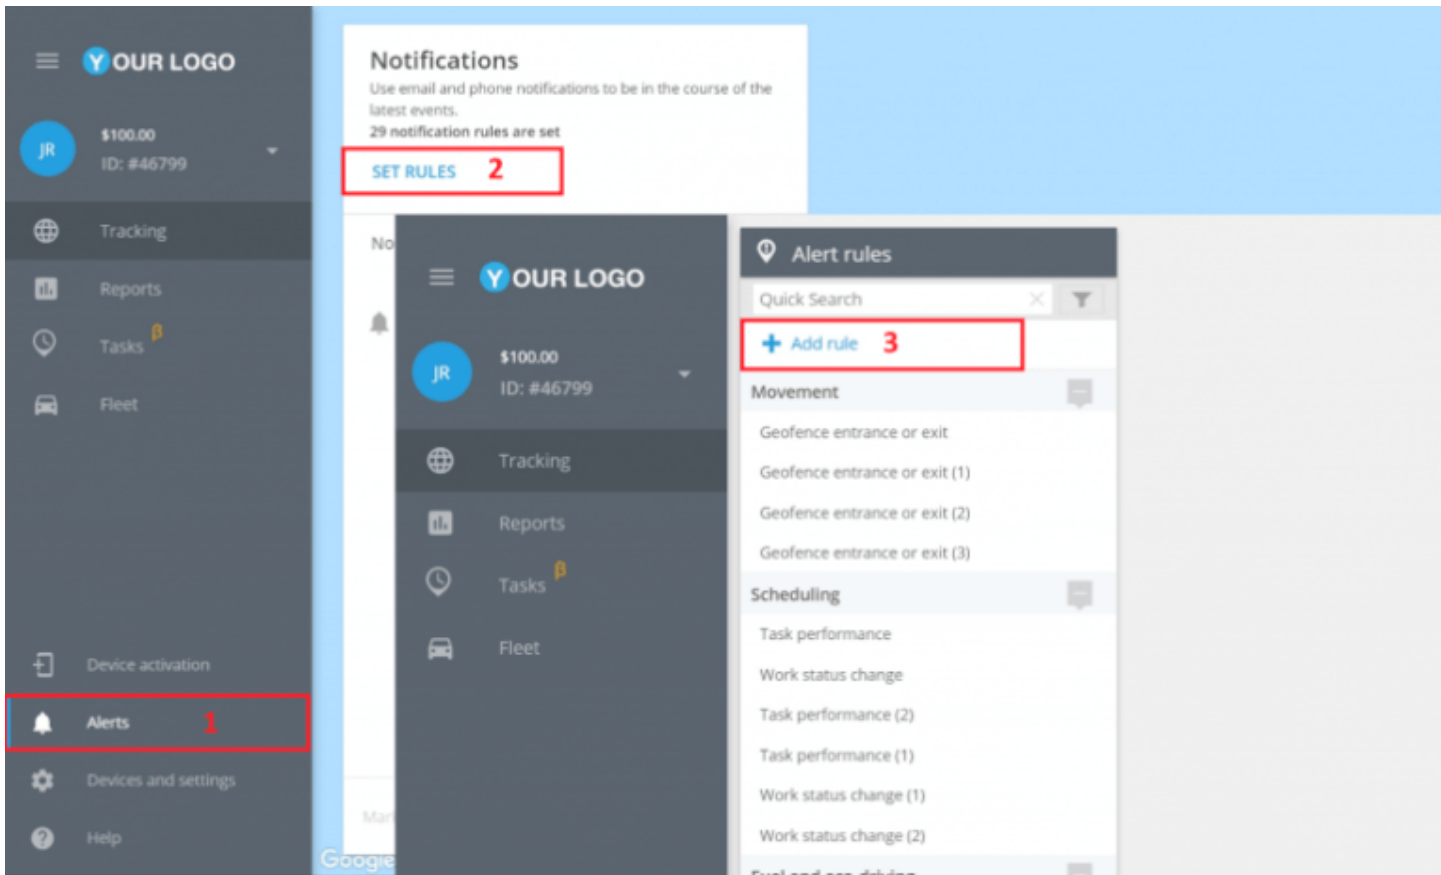 YOUR LOGO
$100.00
JR
ID: #46799
Tracking
Reports
Tasks β
Fleet
Device activation
Alerts 1
Devices and settings
Help
Notifications
Use email and phone notifications to be in the course of the
latest events.
29 notification rules are set
SET RULES 2
No
Google
YOUR LOGO
$100.00
JR
ID: #46799
Tracking
Reports
Tasks β
Fleet
Alert rules
Quick Search
Add rule 3
Movement
Geofence entrance or exit
Geofence entrance or exit (1)
Geofence entrance or exit (2)
Geofence entrance or exit (3)
Scheduling
Task performance
Work status change
Task performance (2)
Task performance (1)
Work status change (1)
Work status change (2)
Fuel and eco-driving